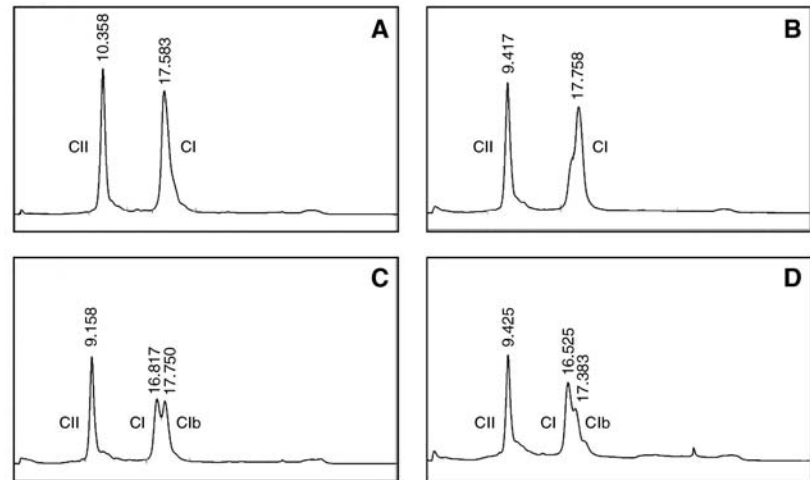 A
10.358
17.583
CII
CI
B
9.417
17.758
CII
CI
C
9.158
16.817
17.750
CII
CI
CIb
D
9.425
16.525
17.383
CII
CI
CIb